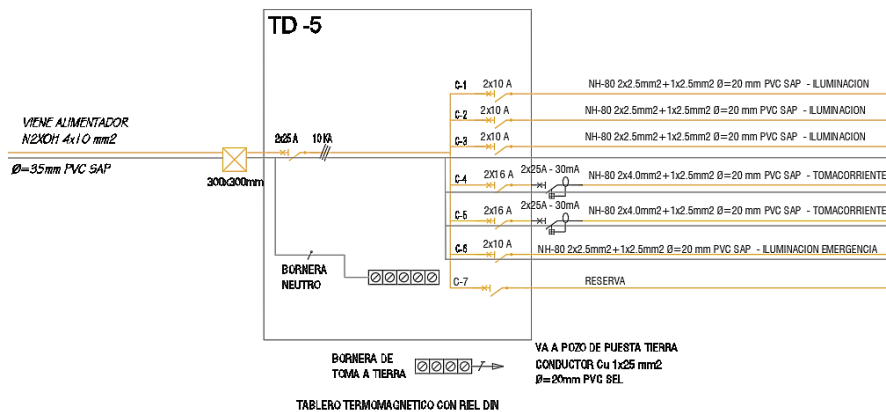 TD -5
C-1 2x10 A NH-80 2x2.5mm2+1x2.5mm2 Ø=20 mm PVC SAP - ILUMINACION
C-2 2x10 A NH-80 2x2.5mm2+1x2.5mm2 Ø=20 mm PVC SAP - ILUMINACION
C-3 2x10 A NH-80 2x2.5mm2+1x2.5mm2 Ø=20 mm PVC SAP - ILUMINACION
VIENE ALIMENTADOR
N2XOH 4x10 mm2
Ø=35mm PVC SAP
300x300mm
2x25 A 10 KA
C-4 2X16 A 2x25A - 30mA NH-80 2x4.0mm2+1x2.5mm2 Ø=20 mm PVC SAP - TOMACORRIENTE
C-5 2x16 A 2x25A - 30mA NH-80 2x4.0mm2+1x2.5mm2 Ø=20 mm PVC SAP - TOMACORRIENTE
C-6 2x10 A NH-80 2x2.5mm2+1x2.5mm2 Ø=20 mm PVC SAP - ILUMINACION EMERGENCIA
C-7 RESERVA
BORNERA
NEUTRO
BORNERA DE
TOMA A TIERRA
VA A POZO DE PUESTA TIERRA
CONDUCTOR Cu 1x25 mm2
Ø=20mm PVC SEL
TABLERO TERMOMAGNETICO CON RIEL DIN